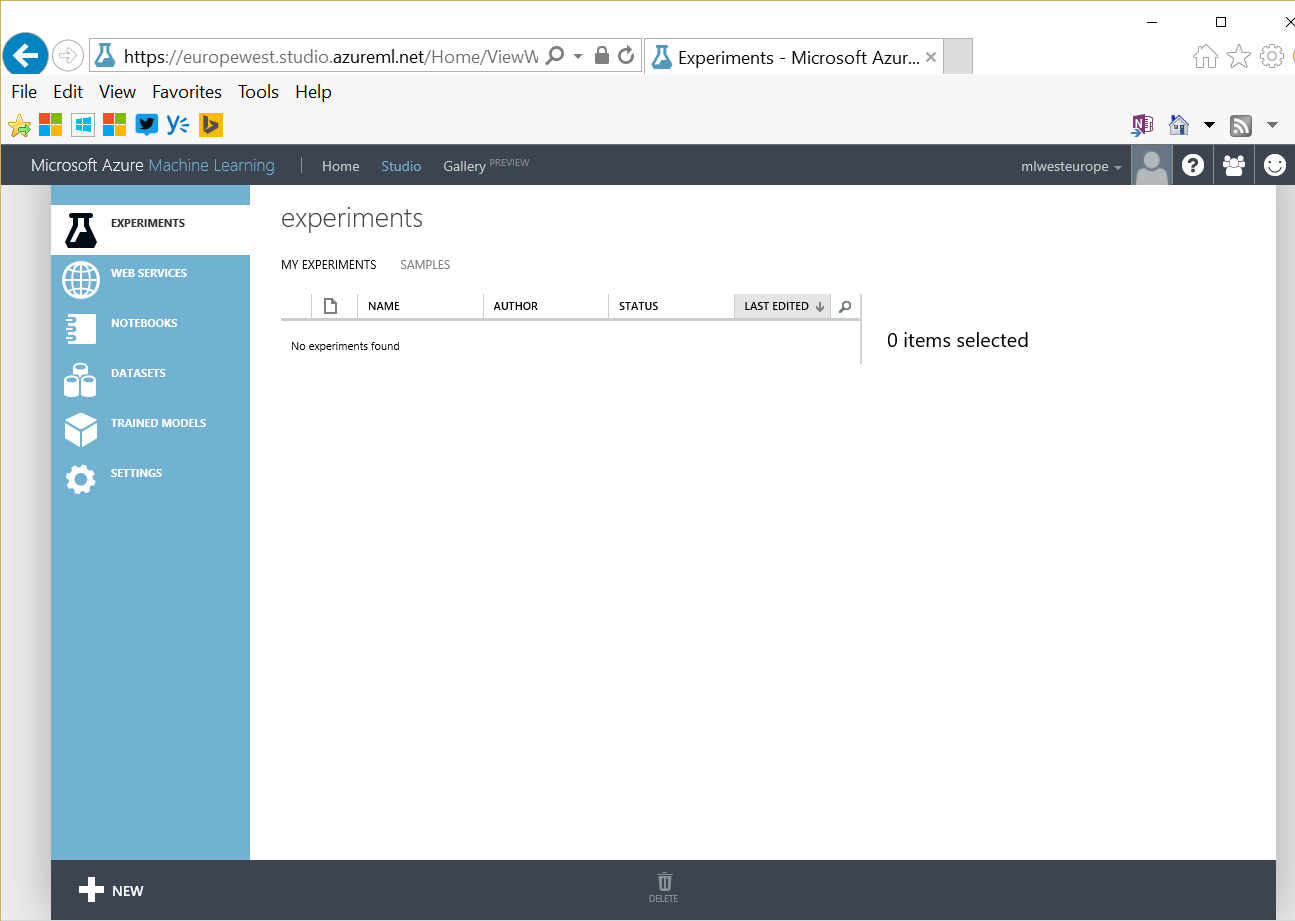 https://europewest.studio.azureml.net/Home/ViewW
Experiments - Microsoft Azur...
File Edit View Favorites Tools Help
Microsoft Azure Machine Learning | Home Studio Gallery PREVIEW mlwesteurope
EXPERIMENTS
WEB SERVICES
NOTEBOOKS
DATASETS
TRAINED MODELS
SETTINGS
experiments
MY EXPERIMENTS SAMPLES
NAME AUTHOR STATUS LAST EDITED
No experiments found
0 items selected
NEW
DELETE